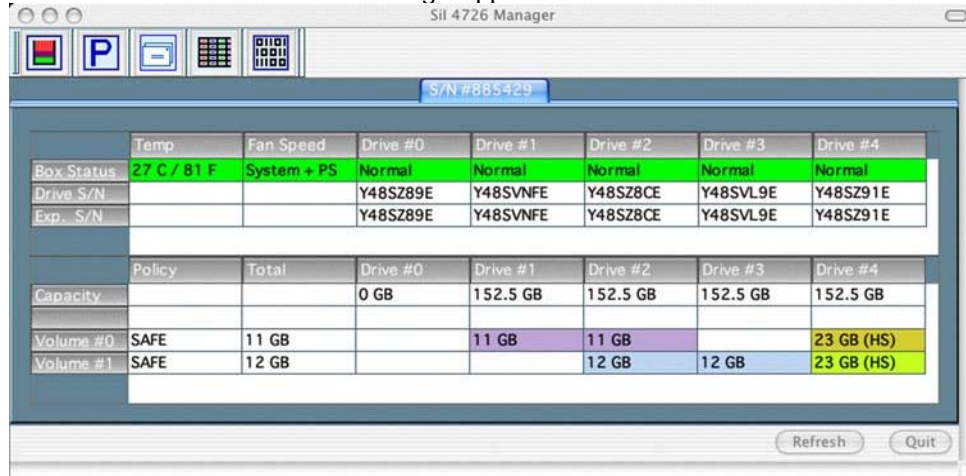 Sil 4726 Manager
P
S/N #885429
Temp Fan Speed Drive #0 Drive #1 Drive #2 Drive #3 Drive #4
Box Status 27 C / 81 F System + PS Normal Normal Normal Normal Normal
Drive S/N Y48SZ89E Y48SVNFE Y48SZ8CE Y48SVL9E Y48SZ91E
Exp. S/N Y48SZ89E Y48SVNFE Y48SZ8CE Y48SVL9E Y48SZ91E
Policy Total Drive #0 Drive #1 Drive #2 Drive #3 Drive #4
Capacity 0 GB 152.5 GB 152.5 GB 152.5 GB 152.5 GB
Volume #0 SAFE 11 GB 11 GB 11 GB 23 GB (HS)
Volume #1 SAFE 12 GB 12 GB 12 GB 23 GB (HS)
Refresh Quit